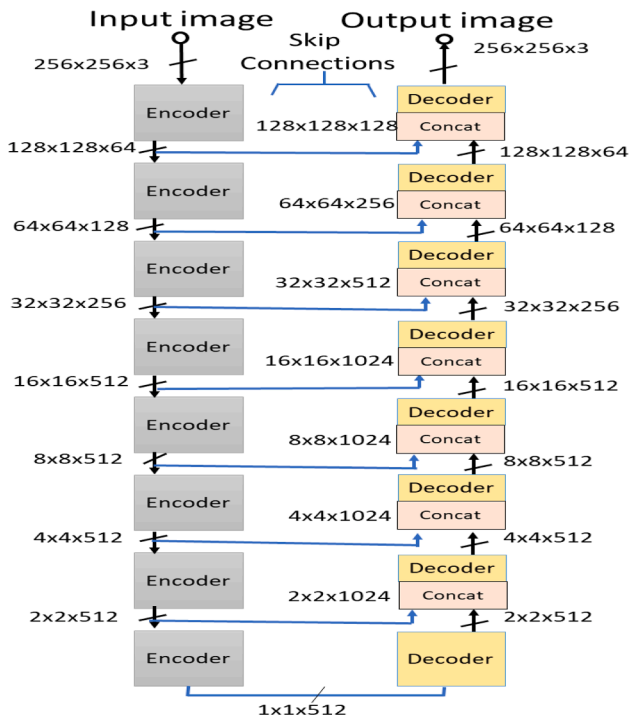 Input image
Output image
256x256x3
Skip
Connections
256x256x3
Encoder
Decoder
128x128x128
Concat
128x128x64
128x128x64
Encoder
Decoder
64x64x256
Concat
64x64x128
64x64x128
Encoder
Decoder
32x32x512
Concat
32x32x256
32x32x256
Encoder
Decoder
16x16x1024
Concat
16x16x512
16x16x512
Encoder
Decoder
8x8x1024
Concat
8x8x512
8x8x512
Encoder
Decoder
4x4x1024
Concat
4x4x512
4x4x512
Encoder
Decoder
2x2x1024
Concat
2x2x512
2x2x512
Encoder
Decoder
1x1x512